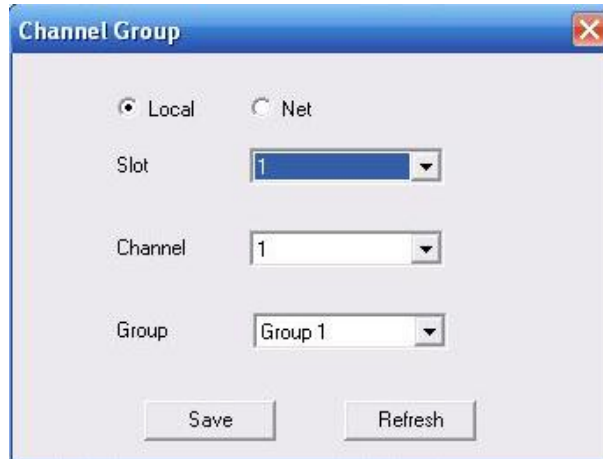 Channel Group
Local Net
Slot 1
Channel 1
Group Group 1
Save Refresh